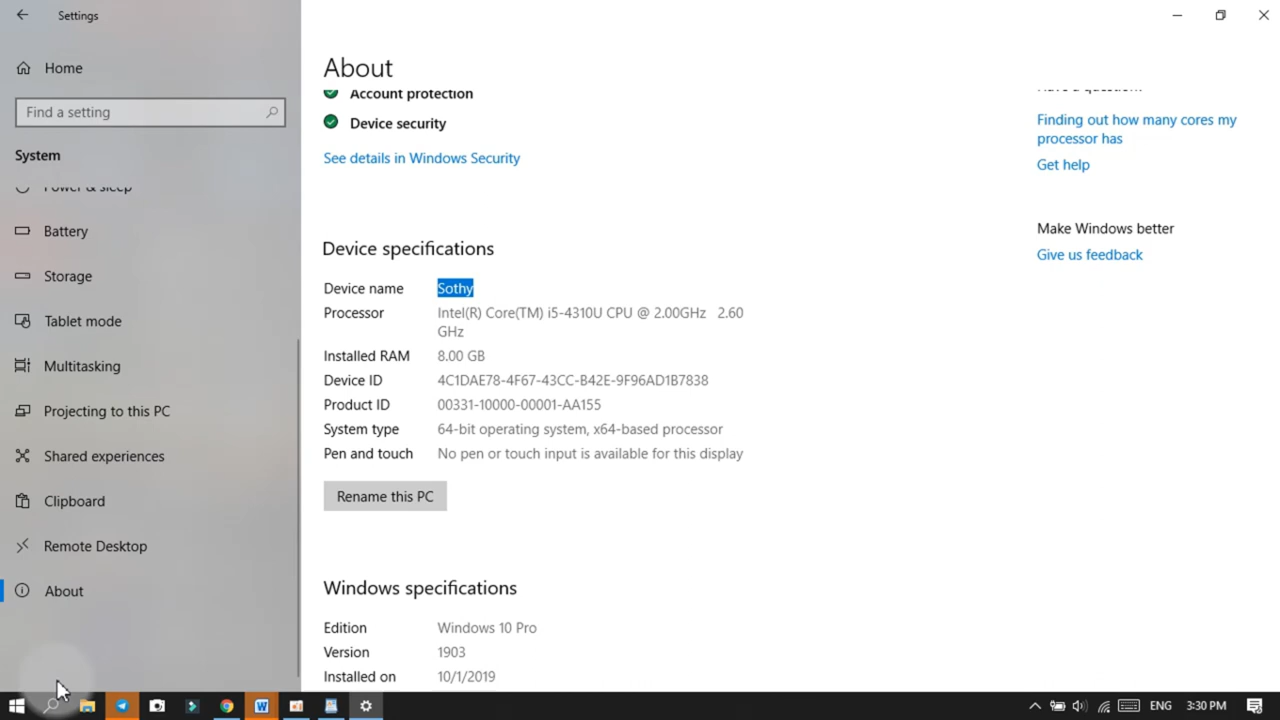 Settings
Home
Find a setting
System
Power & sleep
Battery
Storage
Tablet mode
Multitasking
Projecting to this PC
Shared experiences
Clipboard
Remote Desktop
About
About
Account protection
Device security
See details in Windows Security
Device specifications
Device name Sothy
Processor Intel(R) Core(TM) i5-4310U CPU @ 2.00GHz 2.60
GHz
Installed RAM 8.00 GB
Device ID 4C1DAE78-4F67-43CC-B42E-9F96AD1B7838
Product ID 00331-10000-00001-AA155
System type 64-bit operating system, x64-based processor
Pen and touch No pen or touch input is available for this display
Rename this PC
Windows specifications
Edition Windows 10 Pro
Version 1903
Installed on 10/1/2019
Have a question?
Finding out how many cores my
processor has
Get help
Make Windows better
Give us feedback
ENG 3:30 PM